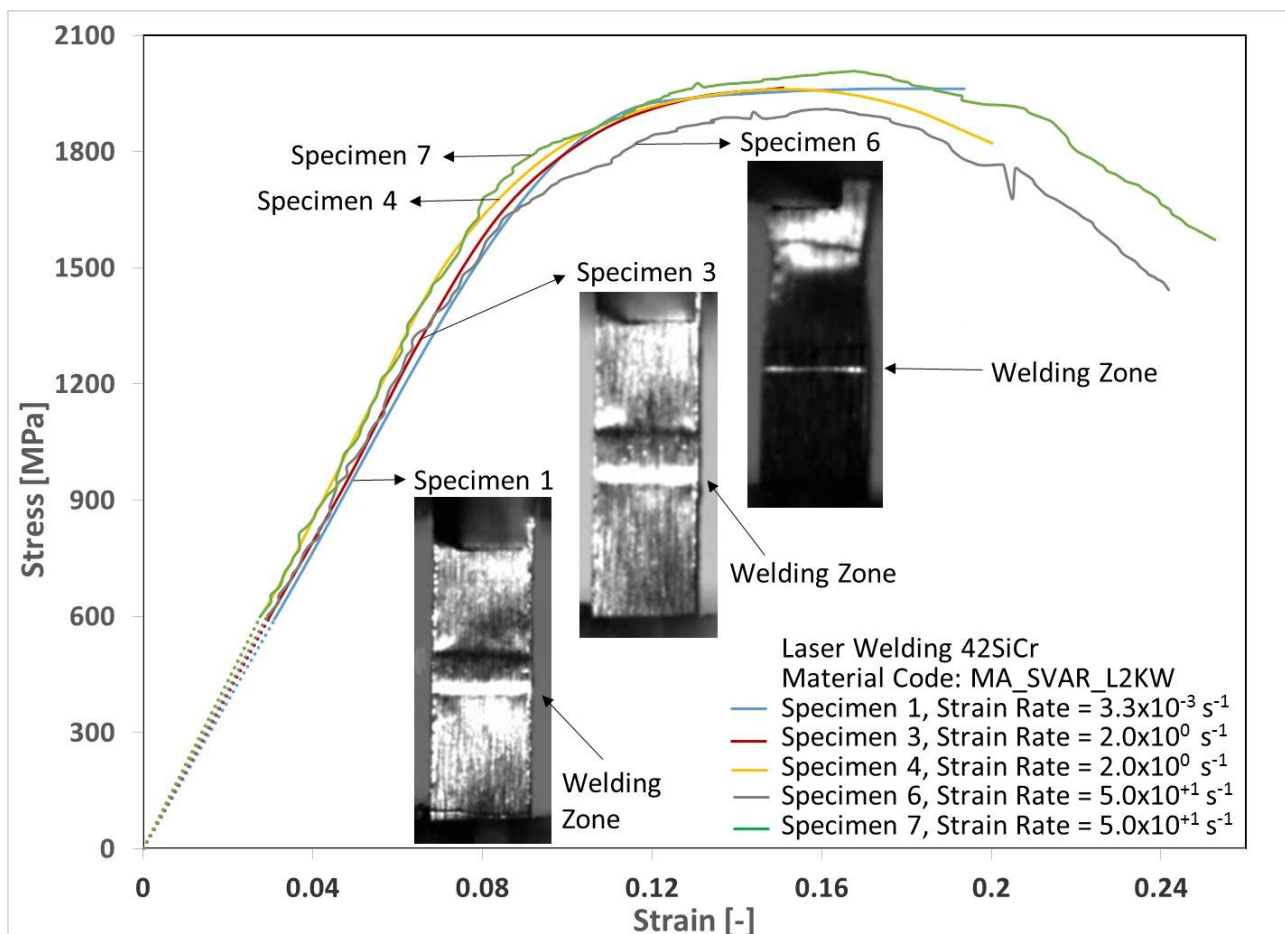 2100
1800
1500
1200
900
600
300
0
Stress [MPa]
0
0.04
0.08
0.12
0.16
0.2
0.24
Strain [-]
Specimen 7
Specimen 4
Specimen 6
Specimen 3
Specimen 1
Welding Zone
Welding Zone
Welding
Zone
Laser Welding 42SiCr
Material Code: MA_SVAR_L2KW
Specimen 1, Strain Rate = 3.3x10⁻³ s⁻¹
Specimen 3, Strain Rate = 2.0x10⁰ s⁻¹
Specimen 4, Strain Rate = 2.0x10⁰ s⁻¹
Specimen 6, Strain Rate = 5.0x10⁺¹ s⁻¹
Specimen 7, Strain Rate = 5.0x10⁺¹ s⁻¹